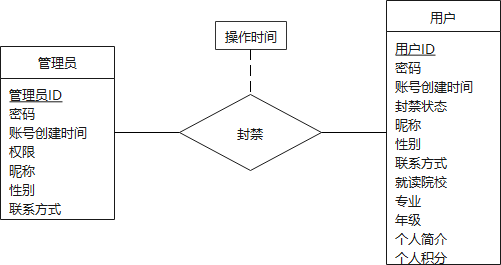 管理员
管理员ID
密码
账号创建时间
权限
昵称
性别
联系方式
操作时间
封禁
用户
用户ID
密码
账号创建时间
封禁状态
昵称
性别
联系方式
就读院校
专业
年级
个人简介
个人积分